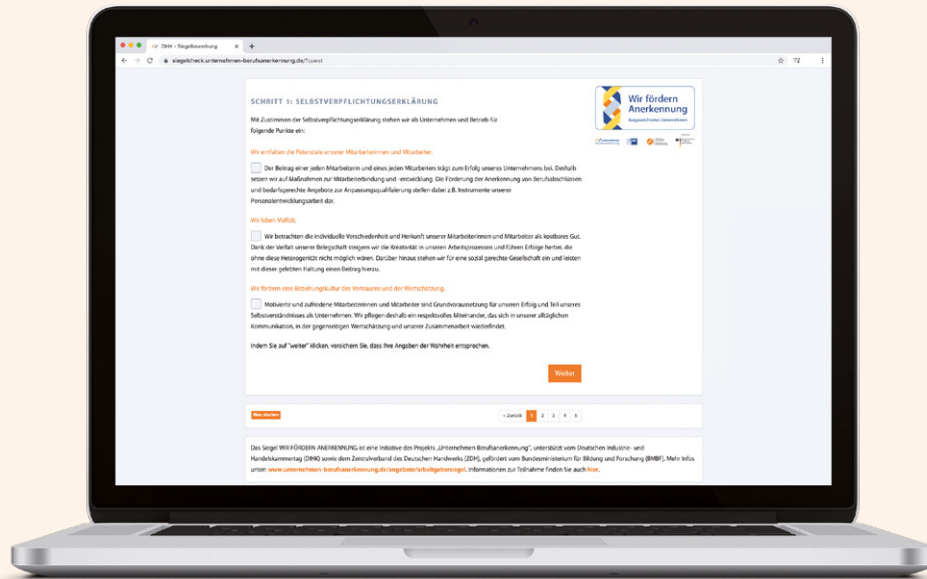 DIHK - Siegelbewerbung
siegelcheck.unternehmen-berufsanerkennung.de/?quest
SCHRITT 1: SELBSTVERPFLICHTUNGSERKLÄRUNG
Mit Zustimmen der Selbstverpflichtungserklärung stehen wir als Unternehmen und Betrieb für
folgende Punkte ein:
Wir entfalten die Potenziale unserer Mitarbeiterinnen und Mitarbeiter.
Der Beitrag einer jeden Mitarbeiterin und eines jeden Mitarbeiters trägt zum Erfolg unseres Unternehmens bei. Deshalb
setzen wir auf Maßnahmen zur Mitarbeiterbindung und -entwicklung. Die Förderung der Anerkennung von Berufsabschlüssen
und bedarfsgerechte Angebote zur Anpassungsqualifizierung stellen dabei z.B. Instrumente unserer
Personalentwicklungsarbeit dar.
Wir leben Vielfalt.
Wir betrachten die individuelle Verschiedenheit und Herkunft unserer Mitarbeiterinnen und Mitarbeiter als kostbares Gut.
Dank der Vielfalt unserer Belegschaft steigern wir die Kreativität in unseren Arbeitsprozessen und führen Erfolge herbei, die
ohne diese Heterogenität nicht möglich wären. Darüber hinaus stehen wir für eine sozial gerechte Gesellschaft ein und leisten
mit dieser gelebten Haltung einen Beitrag hierzu.
Wir fördern eine Beziehungskultur des Vertrauens und der Wertschätzung.
Motivierte und zufriedene Mitarbeiterinnen und Mitarbeiter sind Grundvoraussetzung für unseren Erfolg und Teil unseres
Selbstverständnisses als Unternehmen. Wir pflegen deshalb ein respektvolles Miteinander, das sich in unserer alltäglichen
Kommunikation, in der gegenseitigen Wertschätzung und unserer Zusammenarbeit wiederfindet.
Indem Sie auf "weiter" klicken, versichern Sie, dass Ihre Angaben der Wahrheit entsprechen.
Weiter
Wir fördern
Anerkennung
Ausgezeichnetes Unternehmen
Neu starten
« Zurück 1 2 3 4 5
Das Siegel WIR FÖRDERN ANERKENNUNG ist eine Initiative des Projekts „Unternehmen Berufsanerkennung", unterstützt vom Deutschen Industrie- und
Handelskammertag (DIHK) sowie dem Zentralverband des Deutschen Handwerks (ZDH), gefördert vom Bundesministerium für Bildung und Forschung (BMBF). Mehr Infos
unter: www.unternehmen-berufsanerkennung.de/angebote/arbeitgebersiegel. Informationen zur Teilnahme finden Sie auch hier.